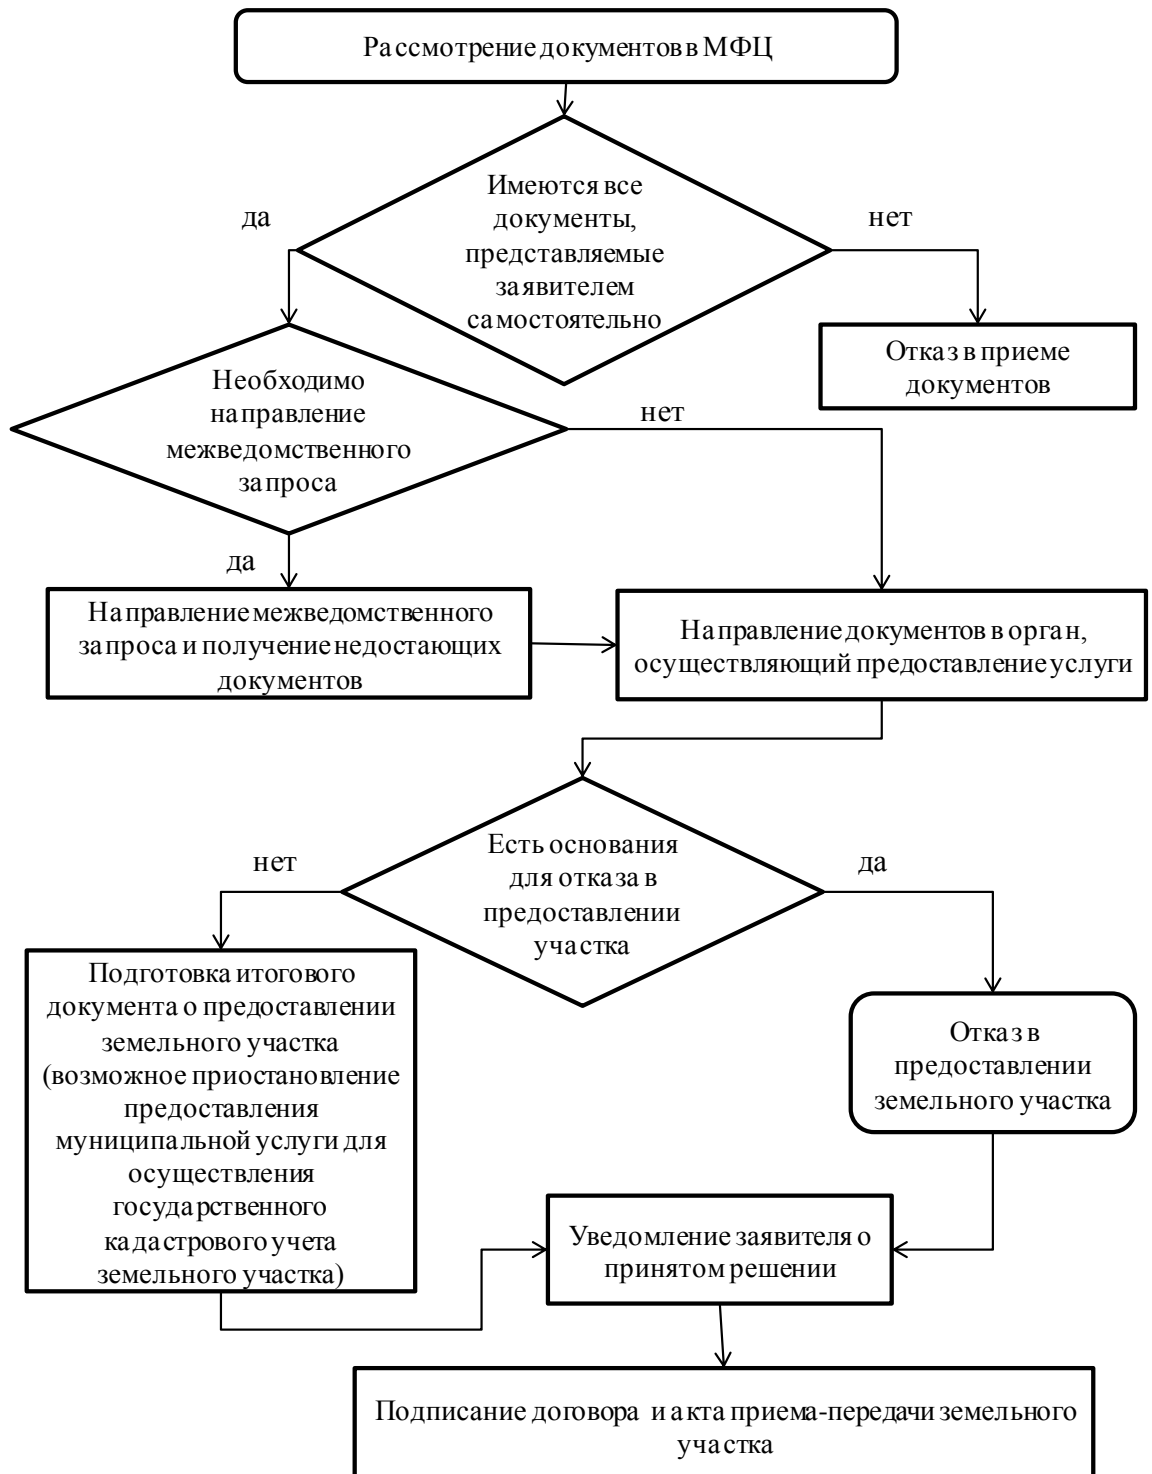 Рассмотрение документов в МФЦ
Имеются все
документы,
представляемые
заявителем
самостоятельно
да
нет
Отказ в приеме
документов
Необходимо
направление
межведомственного
запроса
нет
да
Направление межведомственного
запроса и получение недостающих
документов
Направление документов в орган,
осуществляющий предоставление услуги
Есть основания
для отказа в
предоставлении
участка
нет
да
Подготовка итогового
документа о предоставлении
земельного участка
(возможное приостановление
предоставления
муниципальной услуги для
осуществления
государственного
кадастрового учета
земельного участка)
Отказ в
предоставлении
земельного участка
Уведомление заявителя о
принятом решении
Подписание договора и акта приема-передачи земельного
участка